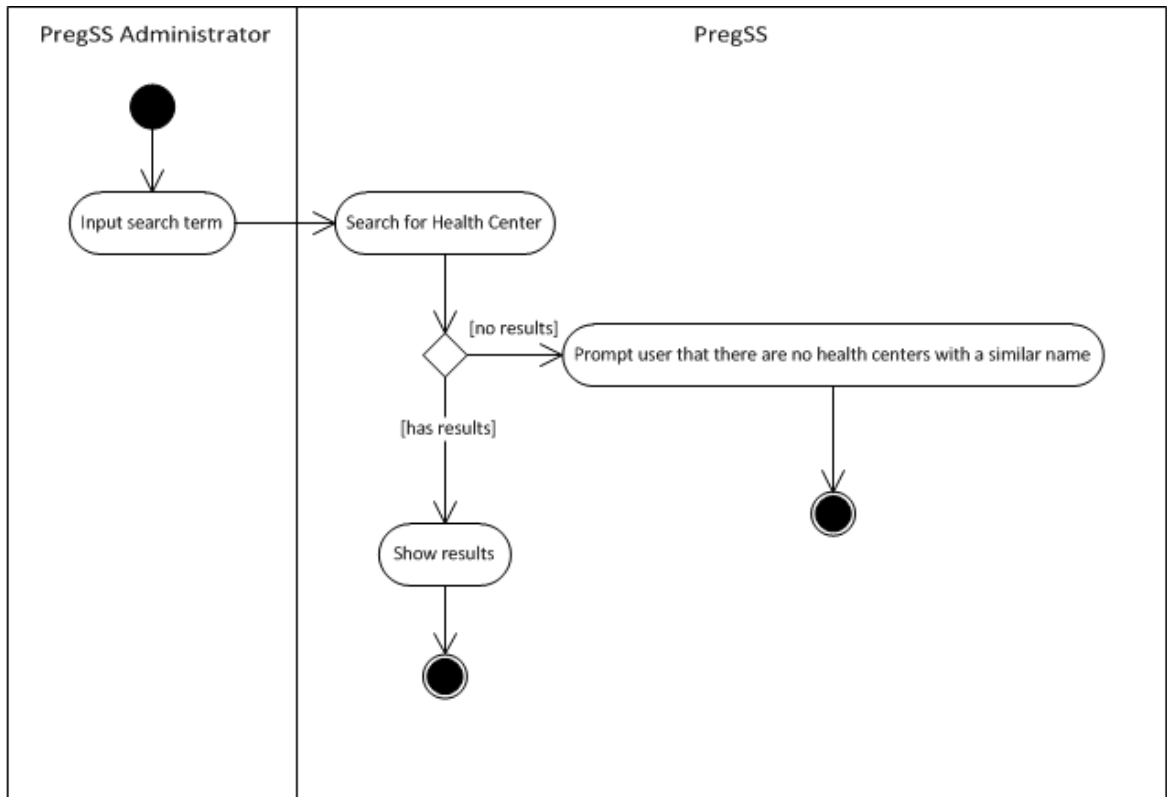 PregSS Administrator
PregSS
Input search term
Search for Health Center
[no results]
Prompt user that there are no health centers with a similar name
[has results]
Show results